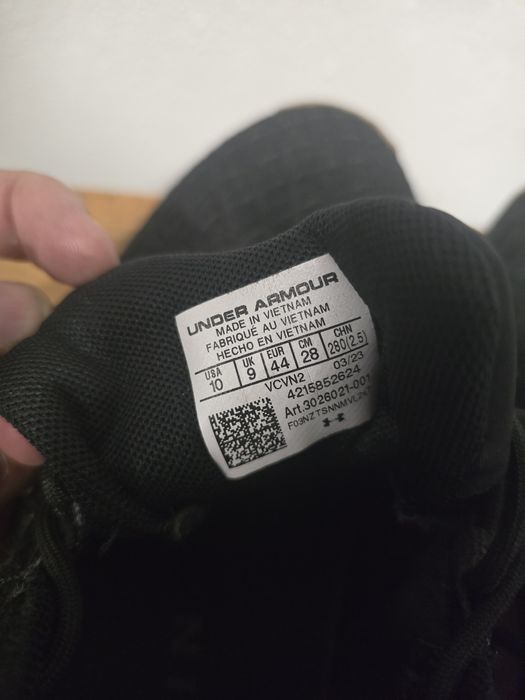 UNDER ARMOUR
MADE IN VIETNAM
FABRIQUÉ AU VIETNAM
HECHO EN VIETNAM
USA UK EUR CM CHN
10 9 44 28 280(2.5)
VCVN2 03/23
4215852624
Art.3026021-001